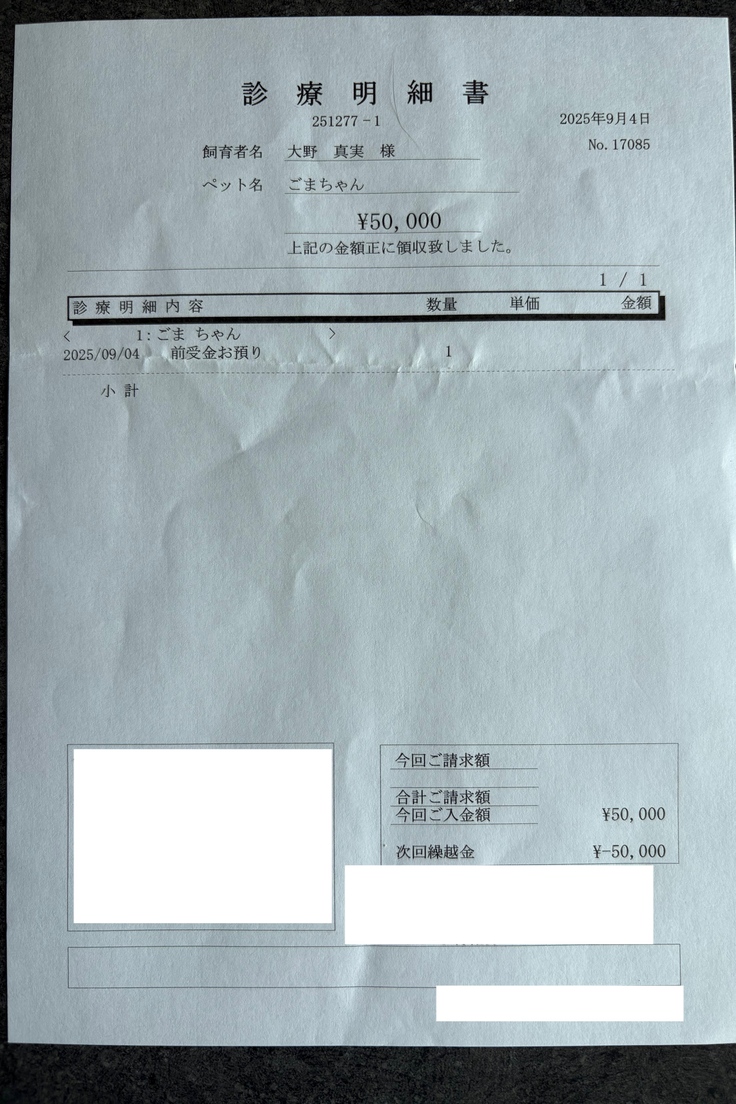 診療明細書
251277-1
2025年9月4日
No.17085
飼育者名 大野 真実 様
ペット名 ごまちゃん
¥50,000
上記の金額正に領収致しました。
1 / 1
診療明細内容 数量 単価 金額
< 1:ごま ちゃん >
2025/09/04 前受金お預り 1
小計
今回ご請求額
合計ご請求額
今回ご入金額 ¥50,000
次回繰越金 ¥-50,000